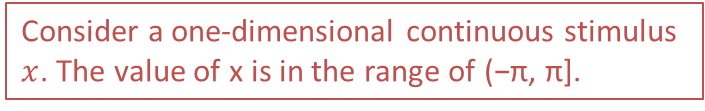 Consider a one-dimensional continuous stimulus
𝑥. The value of x is in the range of (−π, π].